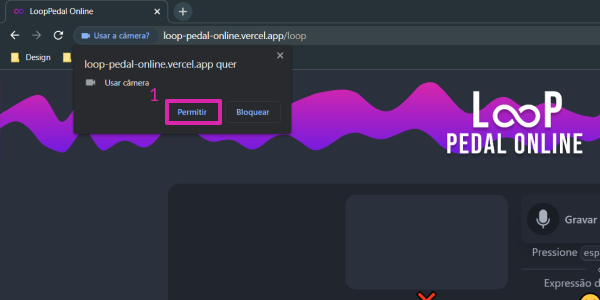 LoopPedal Online
Usar a câmera?
loop-pedal-online.vercel.app/loop
Design
loop-pedal-online.vercel.app quer
Usar câmera
1
Permitir
Bloquear
LOOP
PEDAL ONLINE
Gravar
Pressione esp
Expressão d